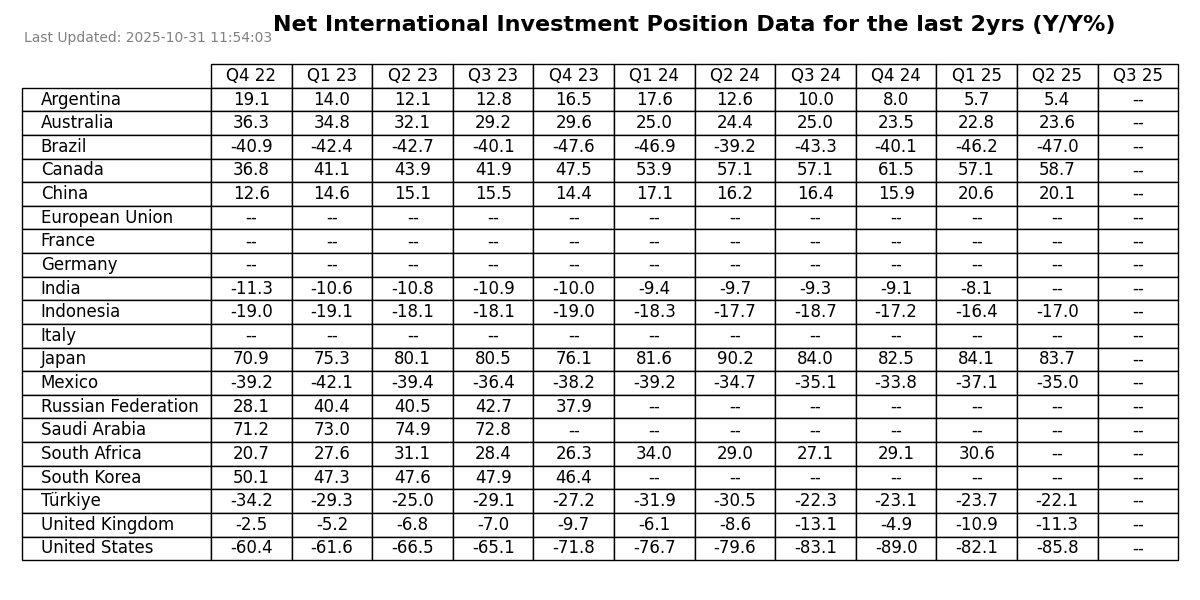 Net International Investment Position Data for the last 2yrs (Y/Y%)
Last Updated: 2025-10-31 11:54:03
Q4 22 Q1 23 Q2 23 Q3 23 Q4 23 Q1 24 Q2 24 Q3 24 Q4 24 Q1 25 Q2 25 Q3 25
Argentina 19.1 14.0 12.1 12.8 16.5 17.6 12.6 10.0 8.0 5.7 5.4 --
Australia 36.3 34.8 32.1 29.2 29.6 25.0 24.4 25.0 23.5 22.8 23.6 --
Brazil -40.9 -42.4 -42.7 -40.1 -47.6 -46.9 -39.2 -43.3 -40.1 -46.2 -47.0 --
Canada 36.8 41.1 43.9 41.9 47.5 53.9 57.1 57.1 61.5 57.1 58.7 --
China 12.6 14.6 15.1 15.5 14.4 17.1 16.2 16.4 15.9 20.6 20.1 --
European Union -- -- -- -- -- -- -- -- -- -- -- --
France -- -- -- -- -- -- -- -- -- -- -- --
Germany -- -- -- -- -- -- -- -- -- -- -- --
India -11.3 -10.6 -10.8 -10.9 -10.0 -9.4 -9.7 -9.3 -9.1 -8.1 -- --
Indonesia -19.0 -19.1 -18.1 -18.1 -19.0 -18.3 -17.7 -18.7 -17.2 -16.4 -17.0 --
Italy -- -- -- -- -- -- -- -- -- -- -- --
Japan 70.9 75.3 80.1 80.5 76.1 81.6 90.2 84.0 82.5 84.1 83.7 --
Mexico -39.2 -42.1 -39.4 -36.4 -38.2 -39.2 -34.7 -35.1 -33.8 -37.1 -35.0 --
Russian Federation 28.1 40.4 40.5 42.7 37.9 -- -- -- -- -- -- --
Saudi Arabia 71.2 73.0 74.9 72.8 -- -- -- -- -- -- -- --
South Africa 20.7 27.6 31.1 28.4 26.3 34.0 29.0 27.1 29.1 30.6 -- --
South Korea 50.1 47.3 47.6 47.9 46.4 -- -- -- -- -- -- --
Türkiye -34.2 -29.3 -25.0 -29.1 -27.2 -31.9 -30.5 -22.3 -23.1 -23.7 -22.1 --
United Kingdom -2.5 -5.2 -6.8 -7.0 -9.7 -6.1 -8.6 -13.1 -4.9 -10.9 -11.3 --
United States -60.4 -61.6 -66.5 -65.1 -71.8 -76.7 -79.6 -83.1 -89.0 -82.1 -85.8 --